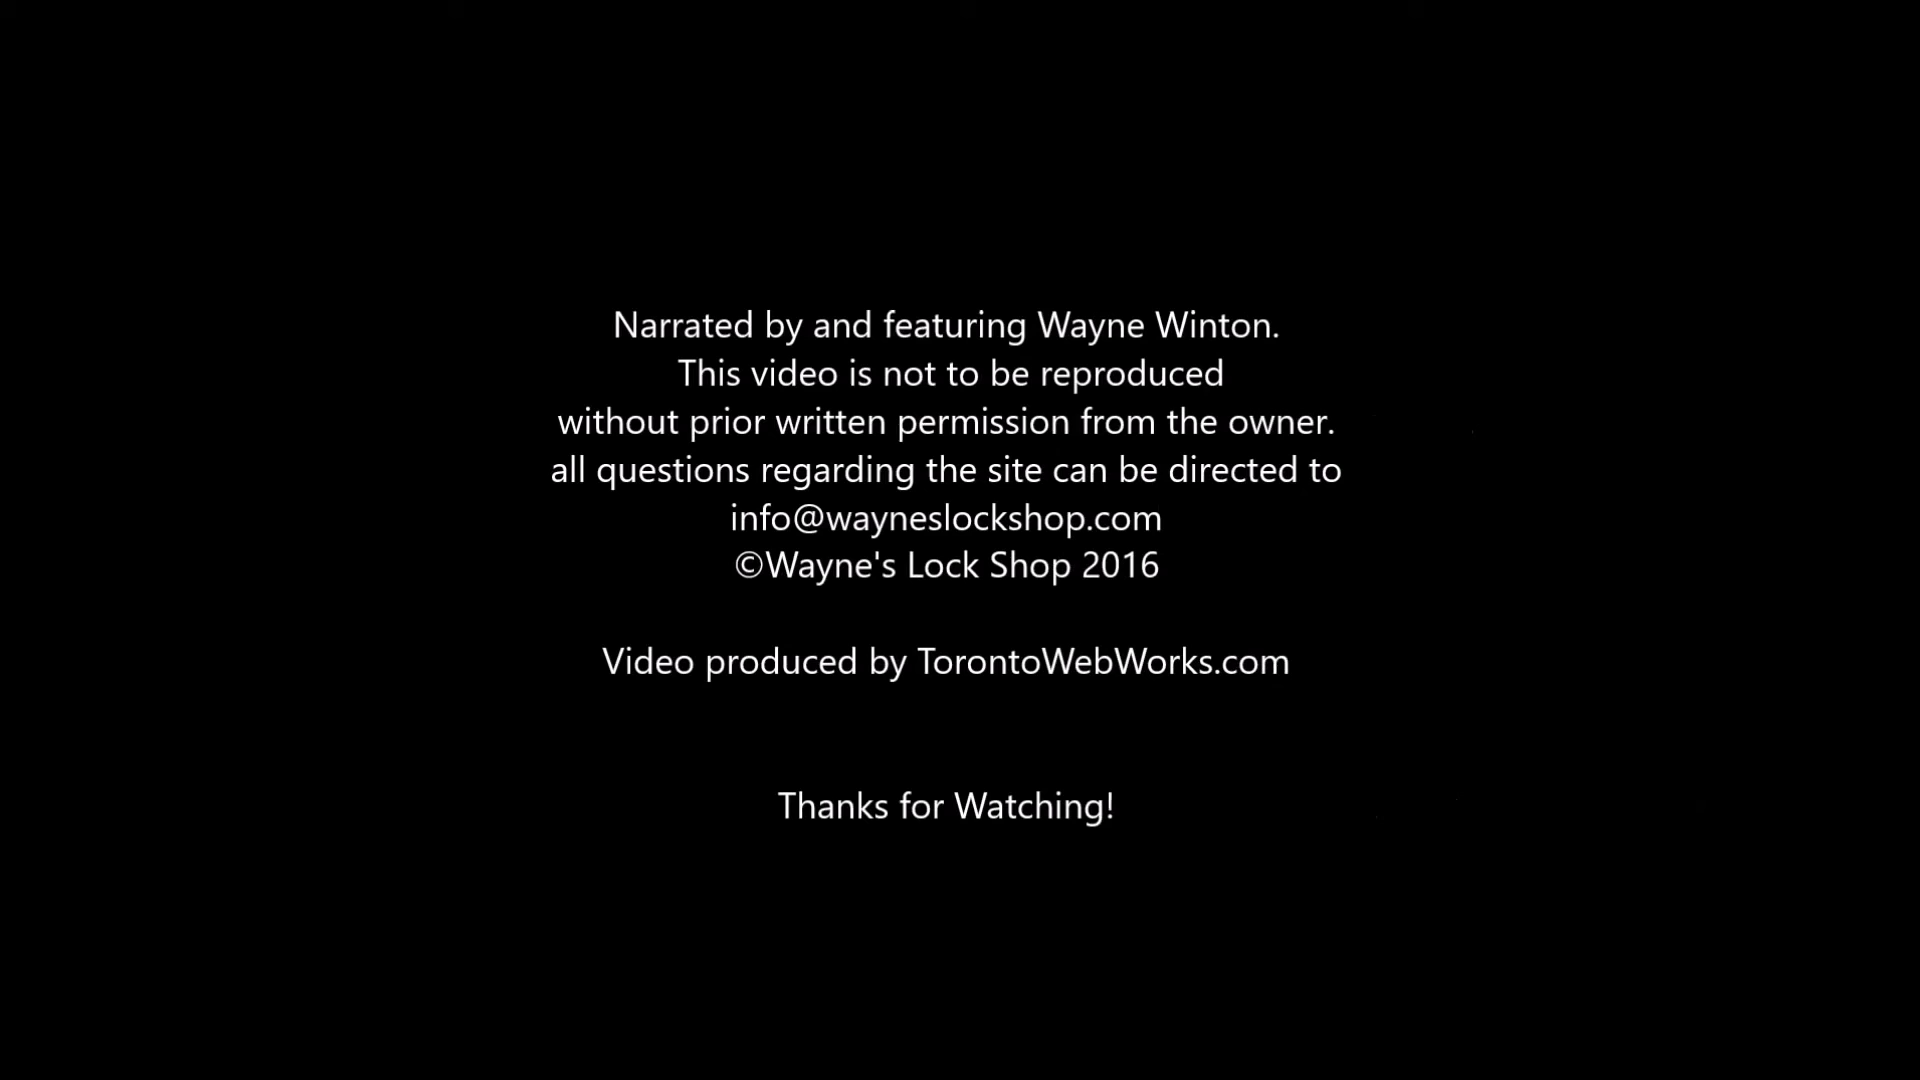 Narrated by and featuring Wayne Winton.
This video is not to be reproduced
without prior written permission from the owner.
all questions regarding the site can be directed to
info@wayneslockshop.com
©Wayne's Lock Shop 2016
Video produced by TorontoWebWorks.com
Thanks for Watching!